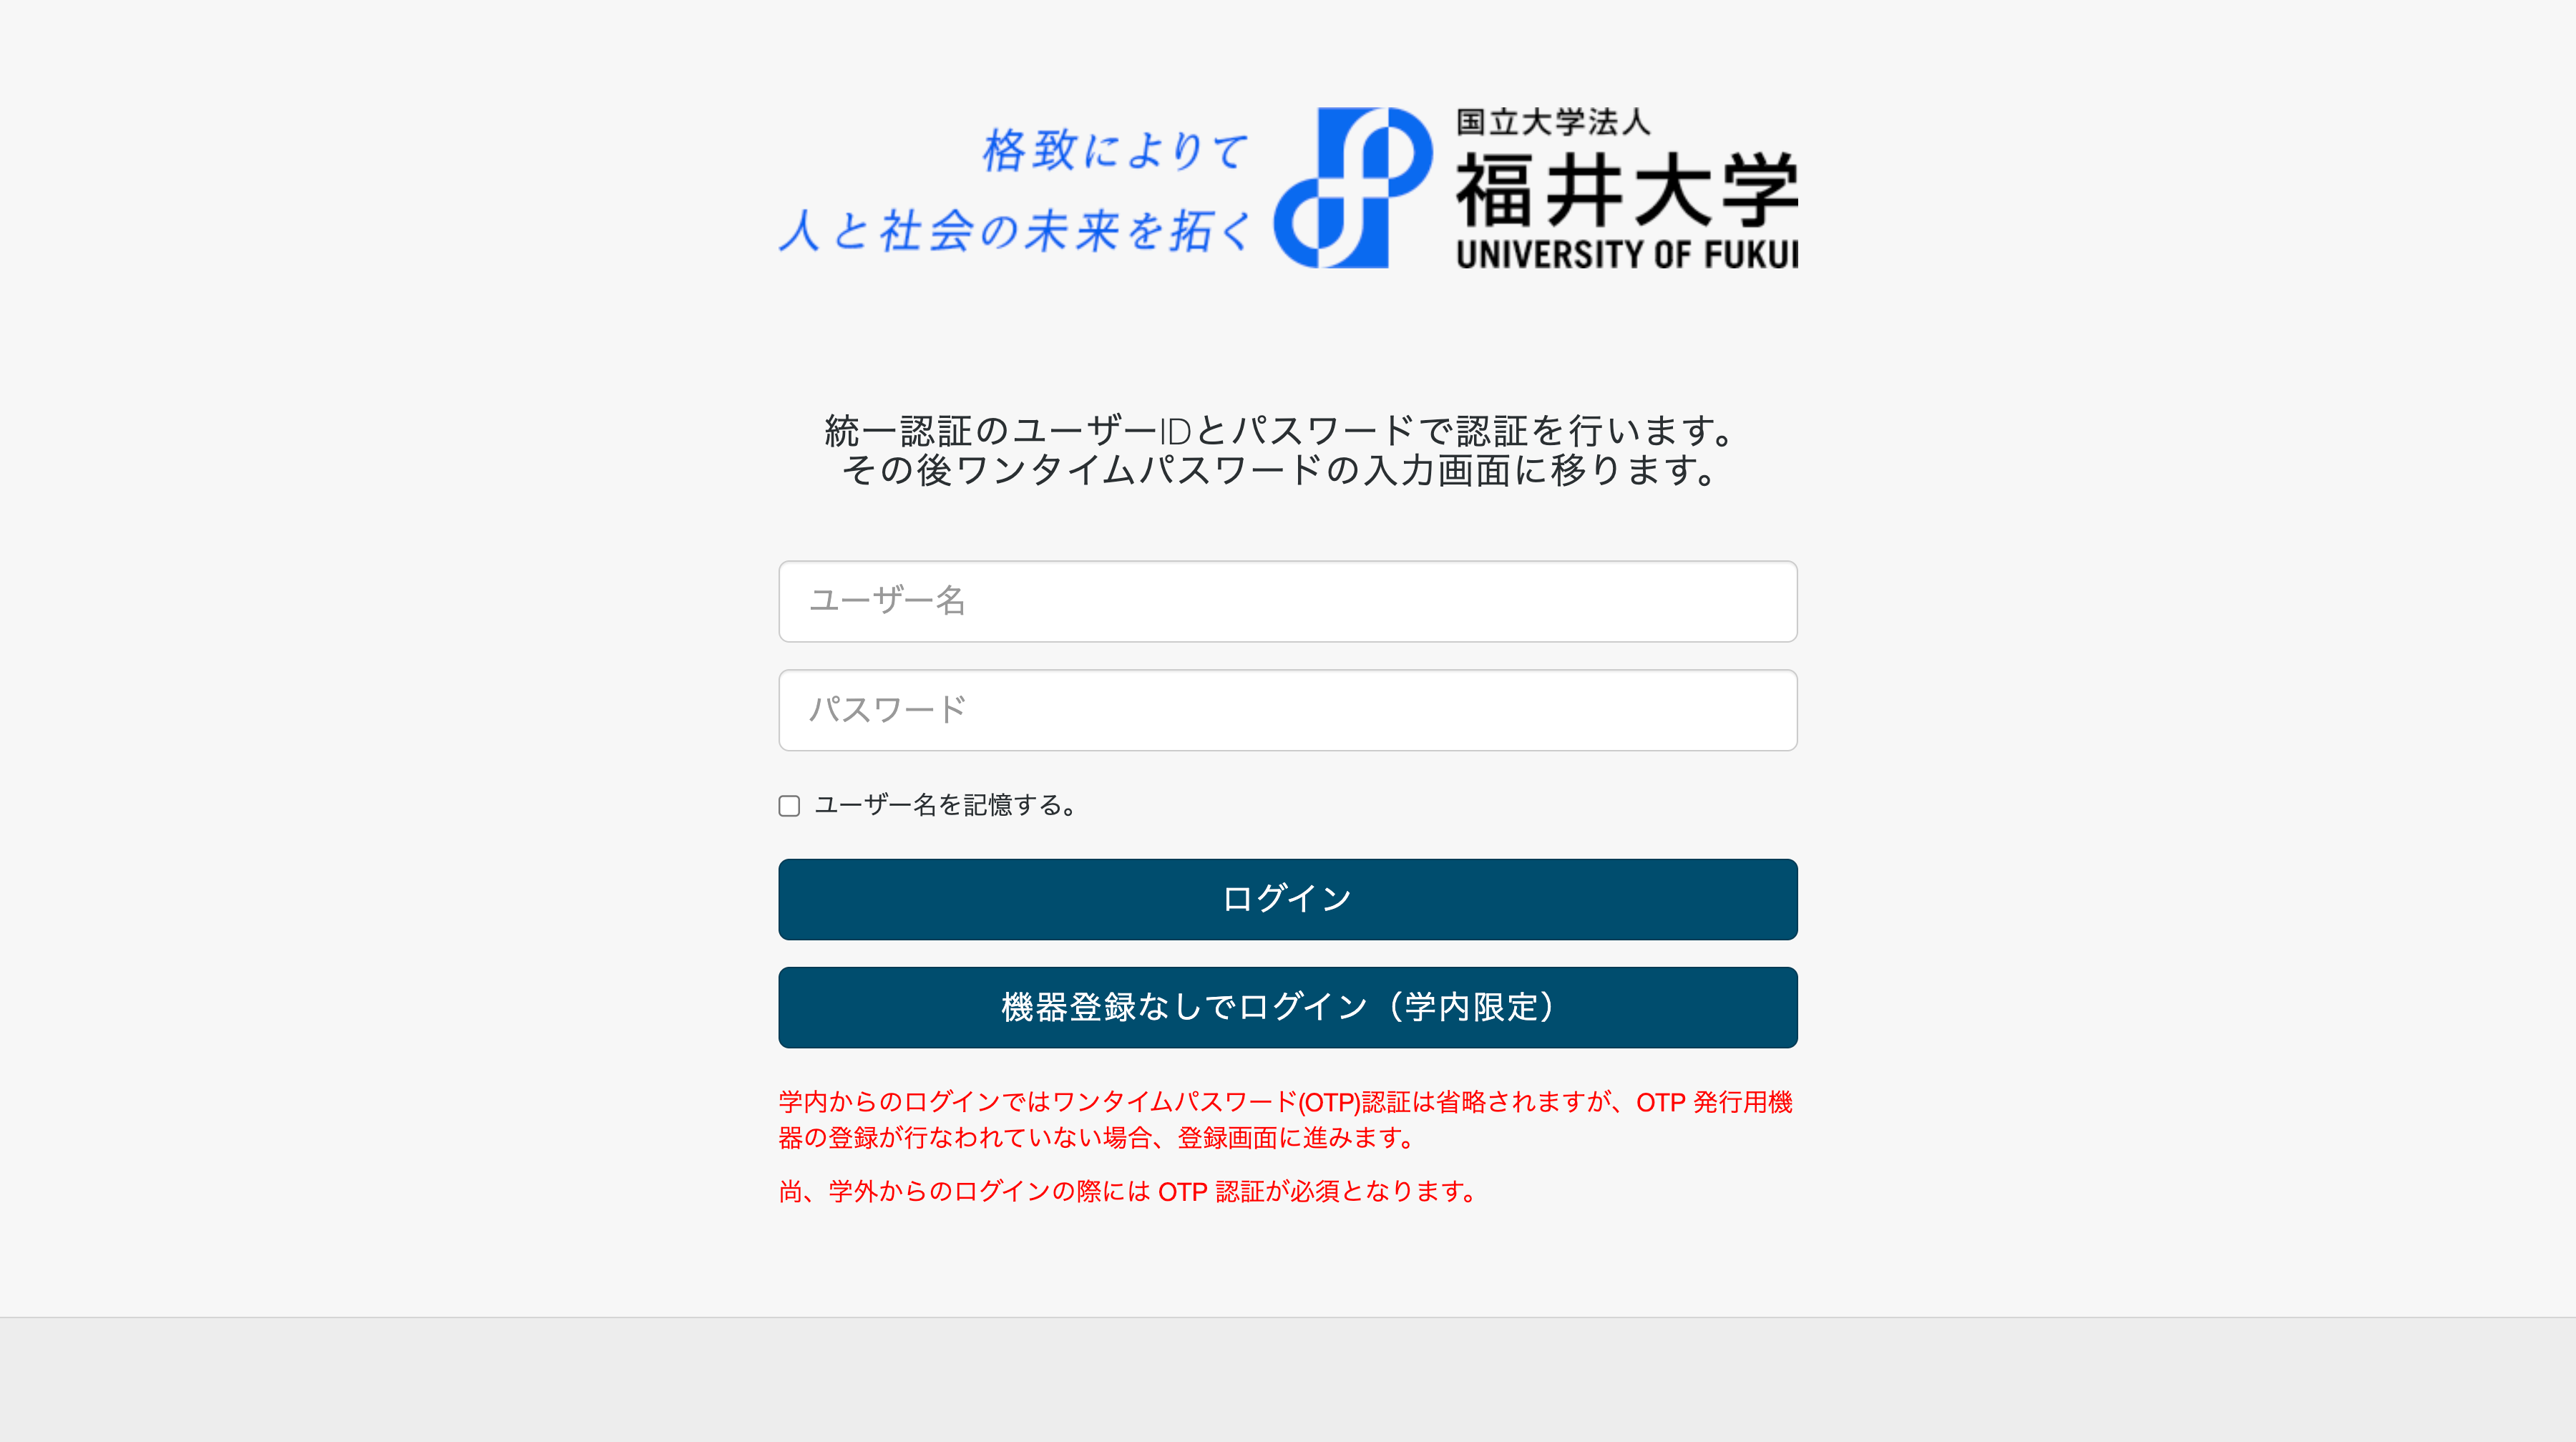 格致によりて
人と社会の未来を拓く
国立大学法人
福井大学
UNIVERSITY OF FUKUI
統一認証のユーザーIDとパスワードで認証を行います。
その後ワンタイムパスワードの入力画面に移ります。
ユーザー名
パスワード
ユーザー名を記憶する。
ログイン
機器登録なしでログイン（学内限定）
学内からのログインではワンタイムパスワード(OTP)認証は省略されますが、OTP 発行用機
器の登録が行なわれていない場合、登録画面に進みます。
尚、学外からのログインの際には OTP 認証が必須となります。